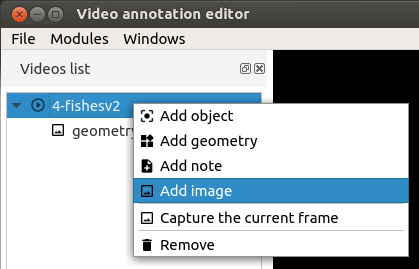 Video annotation editor
File Modules Windows
Videos list
4-fishesv2
geometry
Add object
Add geometry
Add note
Add image
Capture the current frame
Remove